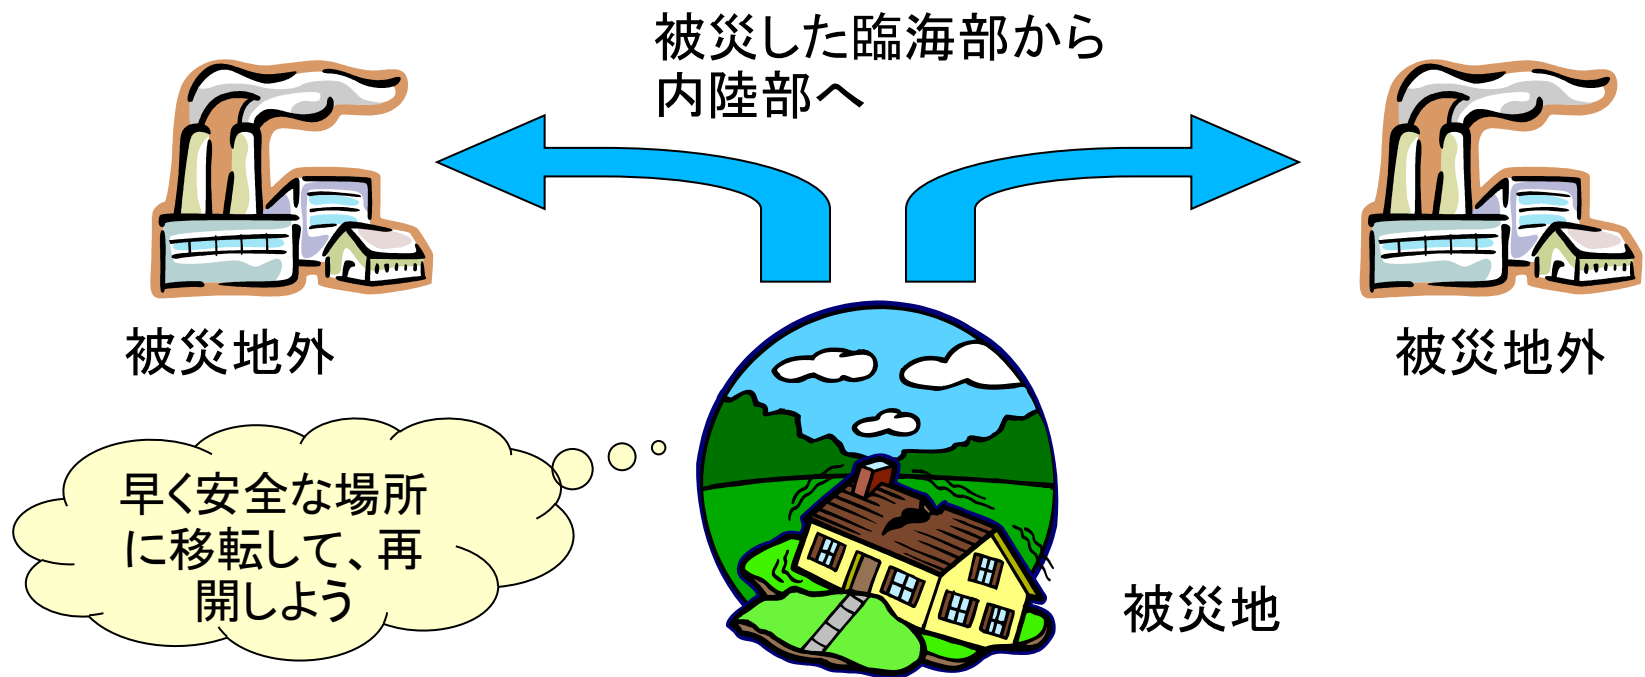 被災した臨海部から
内陸部へ
被災地外
被災地外
早く安全な場所
に移転して、再
開しよう
被災地